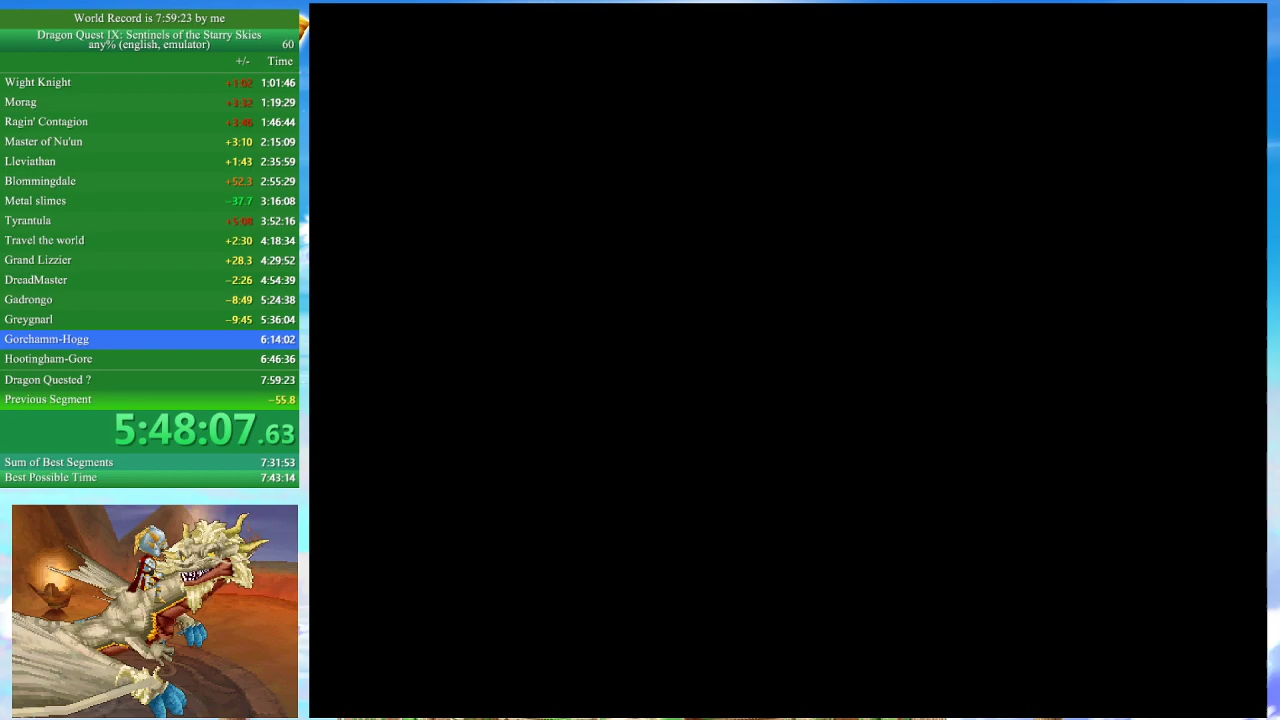 World Record is 7:59:23 by me
Dragon Quest IX: Sentinels of the Starry Skies
any% (english, emulator) 60
+/- Time
Wight Knight +1:02 1:01:46
Morag +3:32 1:19:29
Ragin' Contagion +3:46 1:46:44
Master of Nu'un +3:10 2:15:09
Lleviathan +1:43 2:35:59
Blommingdale +52.3 2:55:29
Metal slimes −37.7 3:16:08
Tyrantula +5:08 3:52:16
Travel the world +2:30 4:18:34
Grand Lizzier +28.3 4:29:52
DreadMaster −2:26 4:54:39
Gadrongo −8:49 5:24:38
Greygnarl −9:45 5:36:04
Gorehamm-Hogg 6:14:02
Hootingham-Gore 6:46:36
Dragon Quested ? 7:59:23
Previous Segment −55.8
5:48:07.63
Sum of Best Segments 7:31:53
Best Possible Time 7:43:14